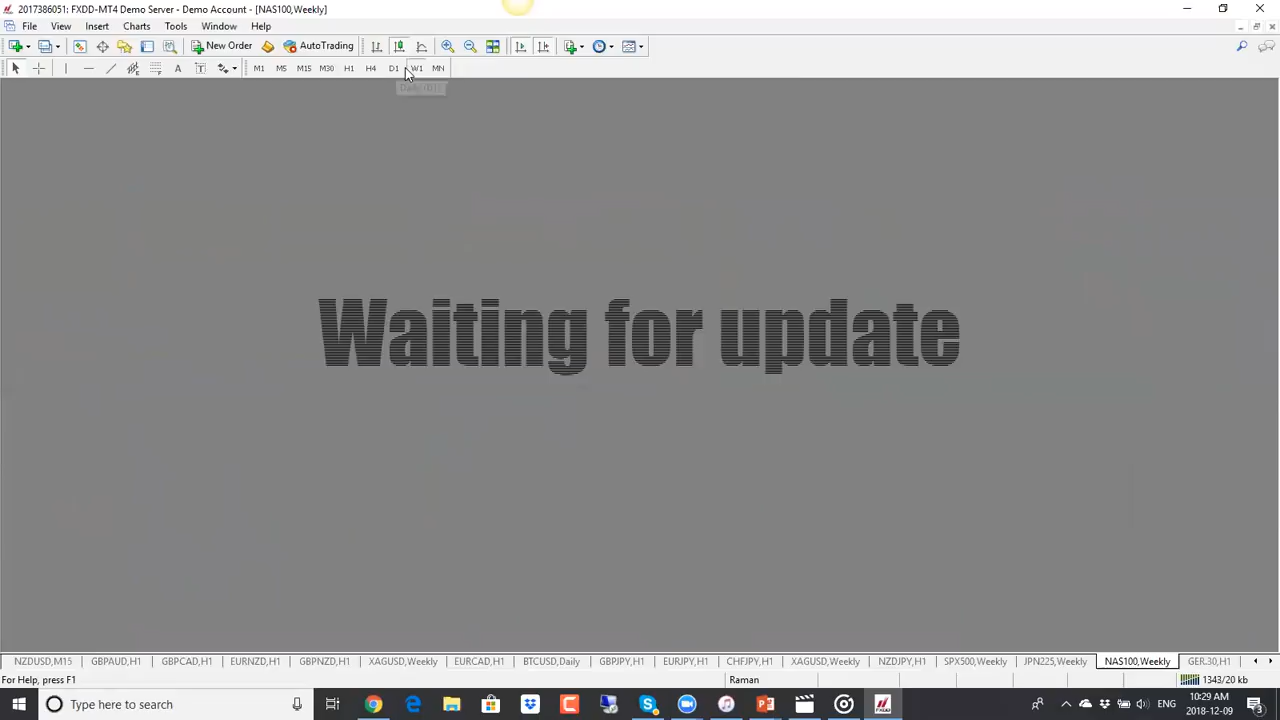 2017386051: FXDD-MT4 Demo Server - Demo Account - [NAS100,Weekly]
File View Insert Charts Tools Window Help
New Order AutoTrading
A T M1 M5 M15 M30 H1 H4 D1 W1 MN
Daily (D1)
Waiting for update
NZDUSD,M15 GBPAUD,H1 GBPCAD,H1 EURNZD,H1 GBPNZD,H1 XAGUSD,Weekly EURCAD,H1 BTCUSD,Daily GBPJPY,H1 EURJPY,H1 CHFJPY,H1 XAGUSD,Weekly NZDJPY,H1 SPX500,Weekly JPN225,Weekly NAS100,Weekly GER.30,H1
For Help, press F1 Raman 1343/20 kb
Type here to search ENG 10:29 AM
2018-12-09